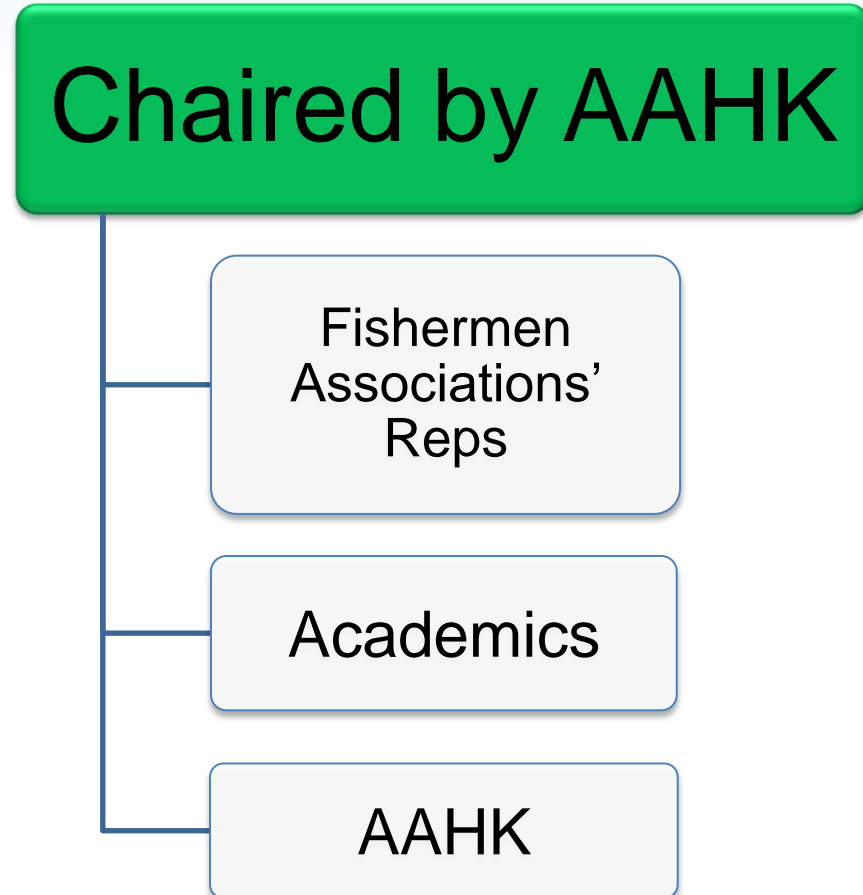 Chaired by AAHK
Fishermen
Associations’
Reps
Academics
AAHK